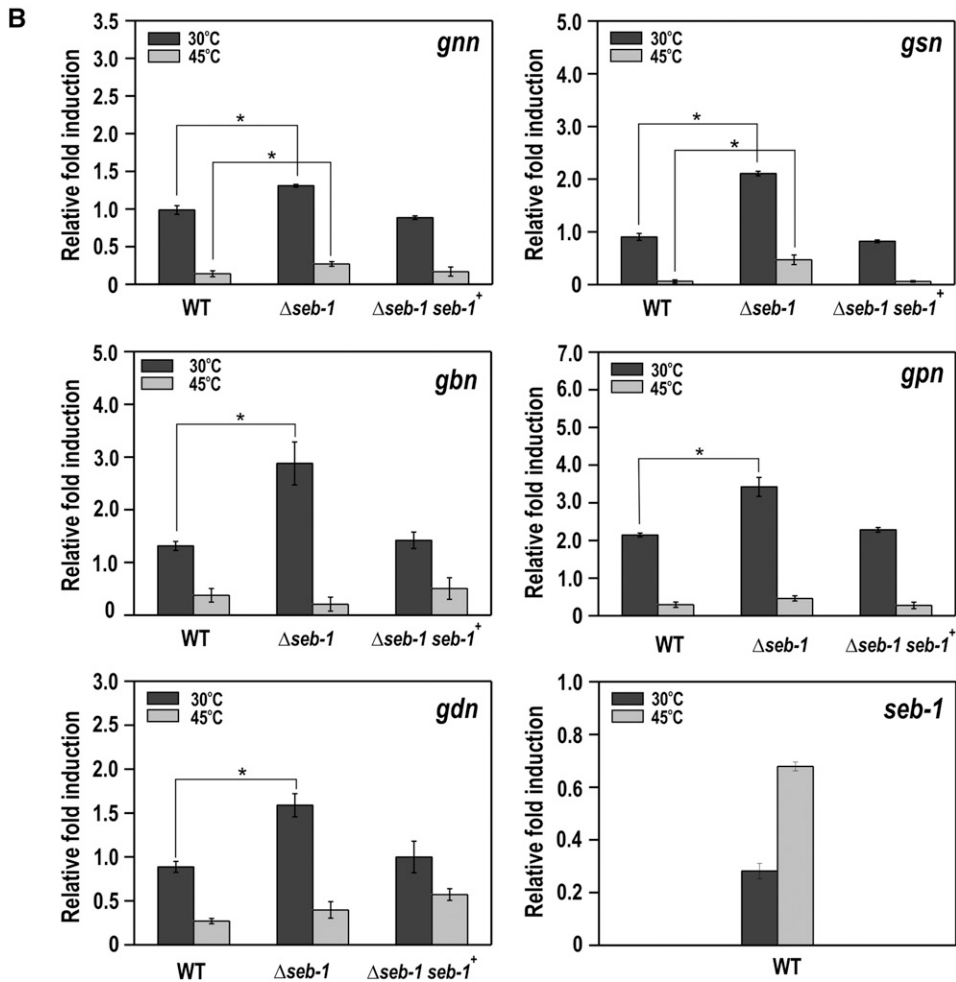 B
gnn
30°C
45°C
Relative fold induction
3.5
3.0
2.5
2.0
1.5
1.0
0.5
0
*
*
WT
Δseb-1
Δseb-1 seb-1⁺
gsn
30°C
45°C
Relative fold induction
5.0
4.0
3.0
2.0
1.0
0
*
*
WT
Δseb-1
Δseb-1 seb-1⁺
gbn
30°C
45°C
Relative fold induction
5.0
4.0
3.0
2.0
1.0
0
*
WT
Δseb-1
Δseb-1 seb-1⁺
gpn
30°C
45°C
Relative fold induction
7.0
6.0
5.0
4.0
3.0
2.0
1.0
0
*
WT
Δseb-1
Δseb-1 seb-1⁺
gdn
30°C
45°C
Relative fold induction
3.0
2.5
2.0
1.5
1.0
0.5
0
*
WT
Δseb-1
Δseb-1 seb-1⁺
seb-1
30°C
45°C
Relative fold induction
1.0
0.8
0.6
0.4
0.2
0
WT